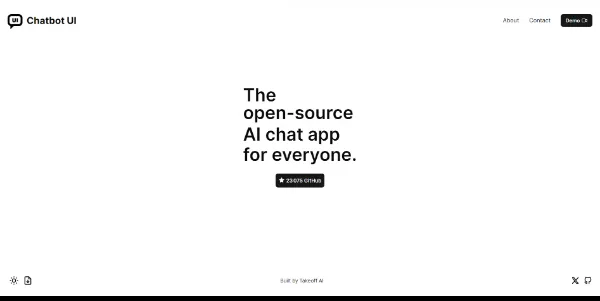 UI Chatbot UI
About Contact Demo
The
open-source
AI chat app
for everyone.
23 075 GitHub
Built by Takeoff AI